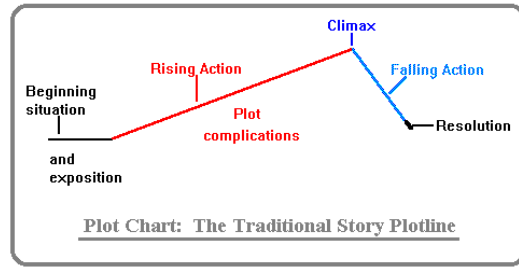 Climax
Rising Action
Falling Action
Beginning
situation
Plot
complications
Resolution
and
exposition
Plot Chart: The Traditional Story Plotline